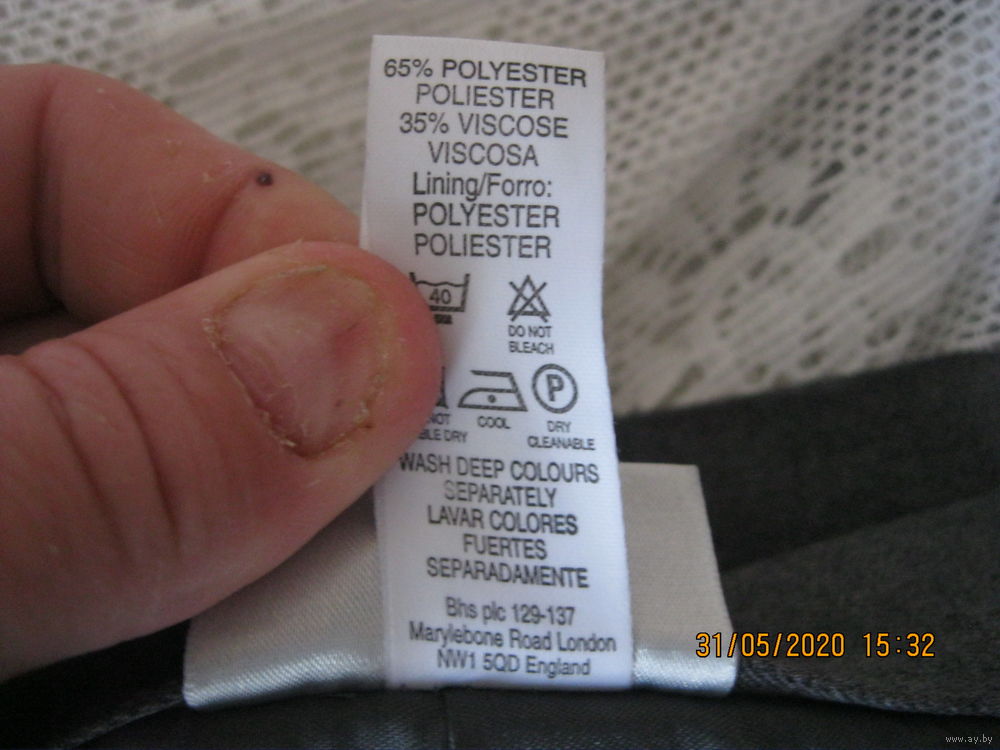 65% POLYESTER
POLIESTER
35% VISCOSE
VISCOSA
Lining/Forro:
POLYESTER
POLIESTER
40
DO NOT
BLEACH
P
COOL
DRY
CLEANABLE
WASH DEEP COLOURS
SEPARATELY
LAVAR COLORES
FUERTES
SEPARADAMENTE
Bhs plc 129-137
Marylebone Road London
NW1 5QD England
31/05/2020 15:32
www.ay.by